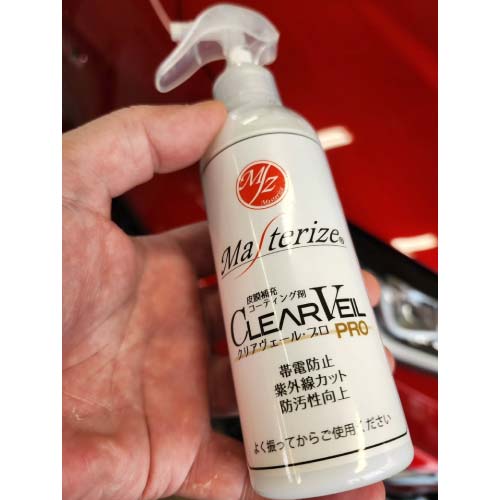 MZ
Masterize®
皮膜補充
コーティング剤
CLEARVEIL
クリアヴェール・プロ PRO
帯電防止
紫外線カット
防汚性向上
よく振ってからご使用ください